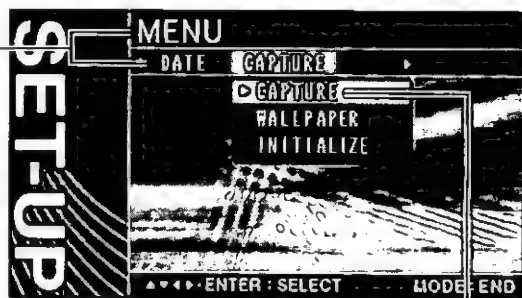 SET-UP
MENU
DATE CAPTURE
CAPTURE
WALLPAPER
INITIALIZE
▲▼◀▶·ENTER : SELECT MODE: END